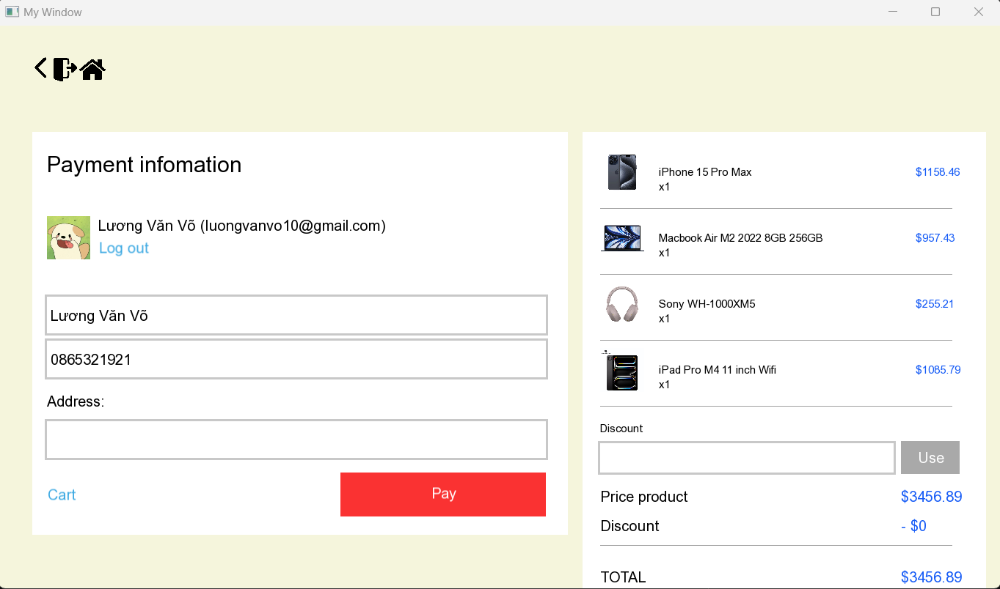 My Window
Payment infomation
Lương Văn Võ (luongvanvo10@gmail.com)
Log out
Lương Văn Võ
0865321921
Address:
Cart
Pay
iPhone 15 Pro Max
$1158.46
x1
Macbook Air M2 2022 8GB 256GB
$957.43
x1
Sony WH-1000XM5
$255.21
x1
iPad Pro M4 11 inch Wifi
$1085.79
x1
Discount
Use
Price product
$3456.89
Discount
- $0
TOTAL
$3456.89